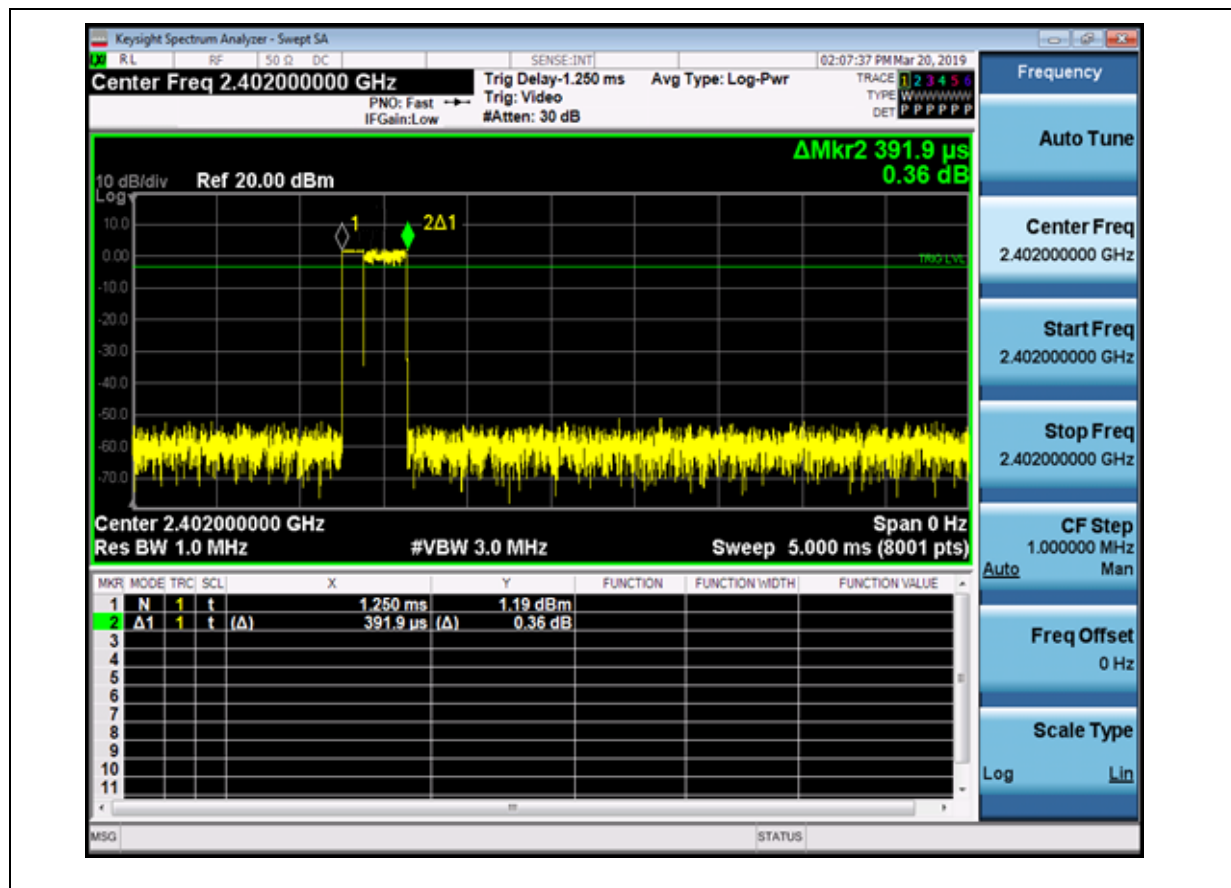 Keysight Spectrum Analyzer - Swept SA
RL RF 50 Ω DC SENSE:INT 02:07:37 PM Mar 20, 2019
Center Freq 2.402000000 GHz
PNO: Fast
IFGain:Low
Trig Delay-1.250 ms
Trig: Video
#Atten: 30 dB
Avg Type: Log-Pwr
TRACE 1 2 3 4 5 6
TYPE WWWWWW
DET P P P P P P
ΔMkr2 391.9 µs
0.36 dB
10 dB/div Ref 20.00 dBm
Log
10.0
0.00
-10.0
-20.0
-30.0
-40.0
-50.0
-60.0
-70.0
1
2Δ1
TRIG LVL
Center 2.402000000 GHz Span 0 Hz
Res BW 1.0 MHz #VBW 3.0 MHz Sweep 5.000 ms (8001 pts)
MKR MODE TRC SCL X Y FUNCTION FUNCTION WIDTH FUNCTION VALUE
1 N 1 t 1.250 ms 1.19 dBm
2 Δ1 1 t (Δ) 391.9 µs (Δ) 0.36 dB
3
4
5
6
7
8
9
10
11
MSG STATUS
Frequency
Auto Tune
Center Freq
2.402000000 GHz
Start Freq
2.402000000 GHz
Stop Freq
2.402000000 GHz
CF Step
1.000000 MHz
Auto Man
Freq Offset
0 Hz
Scale Type
Log Lin